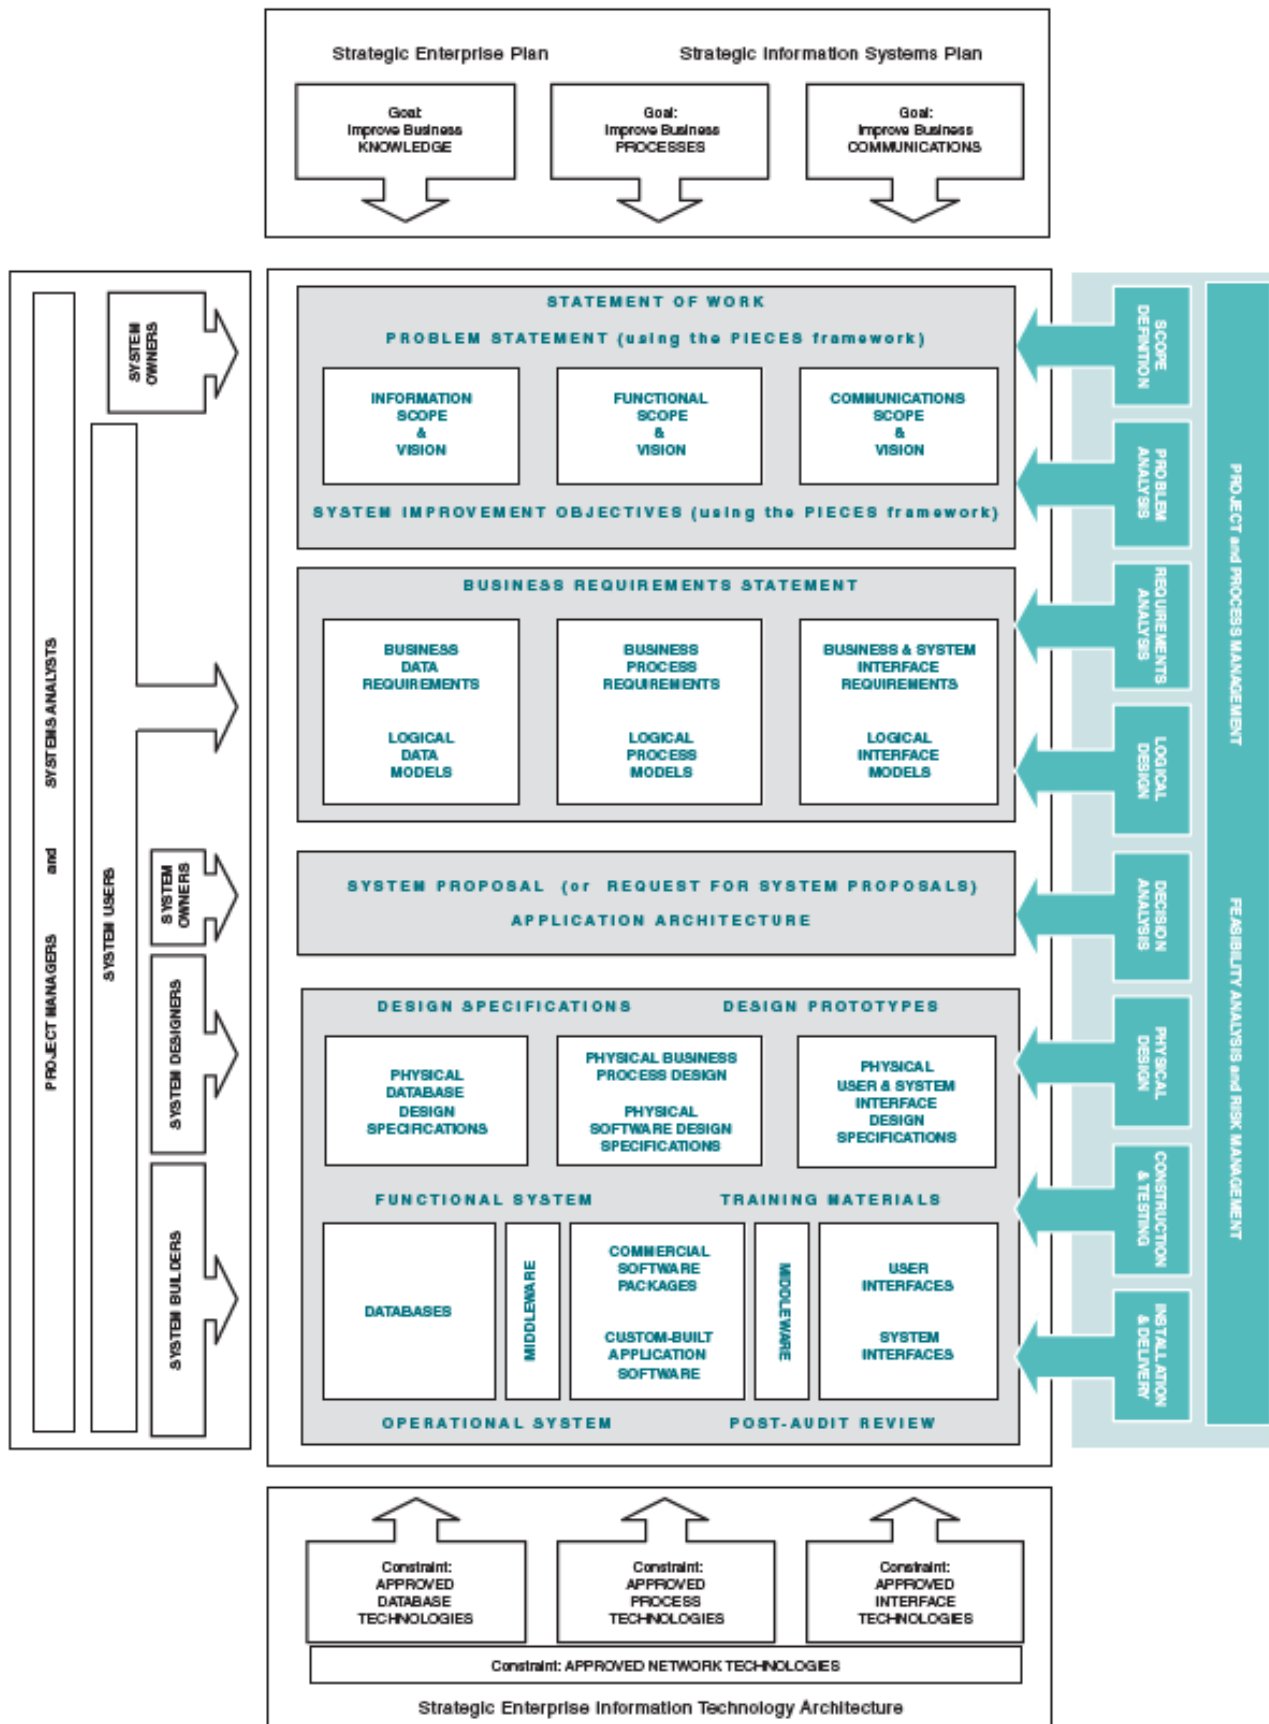 Strategic Enterprise Plan
Strategic Information Systems Plan
Goal:
Improve Business
KNOWLEDGE
Goal:
Improve Business
PROCESSES
Goal:
Improve Business
COMMUNICATIONS
SYSTEMS ANALYSTS
and
PROJECT MANAGERS
SYSTEM USERS
SYSTEM
OWNERS
SYSTEM
OWNERS
SYSTEM DESIGNERS
SYSTEM BUILDERS
STATEMENT OF WORK
PROBLEM STATEMENT (using the PIECES framework)
INFORMATION
SCOPE
&
VISION
FUNCTIONAL
SCOPE
&
VISION
COMMUNICATIONS
SCOPE
&
VISION
SYSTEM IMPROVEMENT OBJECTIVES (using the PIECES framework)
BUSINESS REQUIREMENTS STATEMENT
BUSINESS
DATA
REQUIREMENTS
LOGICAL
DATA
MODELS
BUSINESS
PROCESS
REQUIREMENTS
LOGICAL
PROCESS
MODELS
BUSINESS & SYSTEM
INTERFACE
REQUIREMENTS
LOGICAL
INTERFACE
MODELS
SYSTEM PROPOSAL (or REQUEST FOR SYSTEM PROPOSALS)
APPLICATION ARCHITECTURE
DESIGN SPECIFICATIONS
DESIGN PROTOTYPES
PHYSICAL
DATABASE
DESIGN
SPECIFICATIONS
PHYSICAL BUSINESS
PROCESS DESIGN
PHYSICAL
SOFTWARE DESIGN
SPECIFICATIONS
PHYSICAL
USER & SYSTEM
INTERFACE
DESIGN
SPECIFICATIONS
FUNCTIONAL SYSTEM
TRAINING MATERIALS
DATABASES
MIDDLEWARE
COMMERCIAL
SOFTWARE
PACKAGES
CUSTOM-BUILT
APPLICATION
SOFTWARE
MIDDLEWARE
USER
INTERFACES
SYSTEM
INTERFACES
OPERATIONAL SYSTEM
POST-AUDIT REVIEW
SCOPE
DEFINITION
PROBLEM
ANALYSIS
REQUIREMENTS
ANALYSIS
LOGICAL
DESIGN
DECISION
ANALYSIS
PHYSICAL
DESIGN
CONSTRUCTION
& TESTING
INSTALLATION
& DELIVERY
PROJECT and PROCESS MANAGEMENT
FEASIBILITY ANALYSIS and RISK MANAGEMENT
Constraint:
APPROVED
DATABASE
TECHNOLOGIES
Constraint:
APPROVED
PROCESS
TECHNOLOGIES
Constraint:
APPROVED
INTERFACE
TECHNOLOGIES
Constraint: APPROVED NETWORK TECHNOLOGIES
Strategic Enterprise Information Technology Architecture